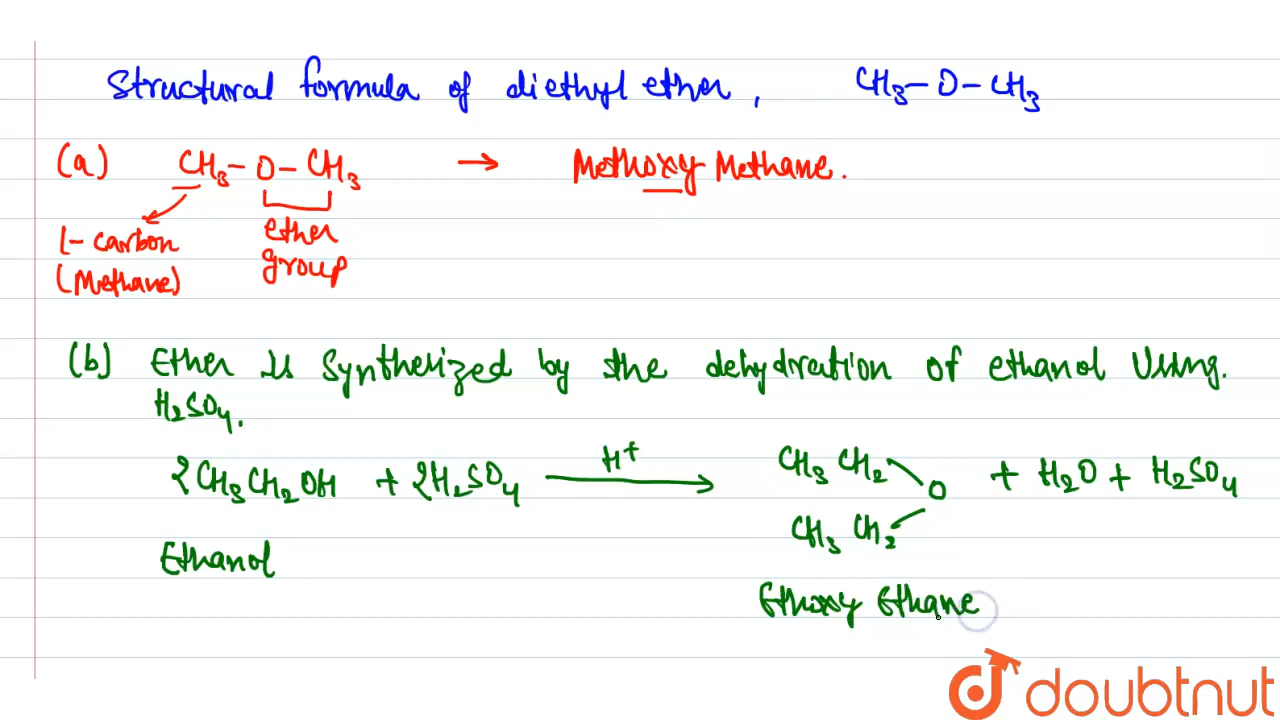 Structural formula of diethyl ether, CH₃-O-CH₃
(a) CH₃-O-CH₃ → Methoxy Methane.
1-carbon ether
(Methane) group
(b) Ether is synthesized by the dehydration of ethanol Using.
H₂SO₄.
2CH₃CH₂OH + 2H₂SO₄ H⁺ → CH₃CH₂ O + H₂O + H₂SO₄
CH₃CH₂
Ethanol
Ethoxy Ethane
doubtnut